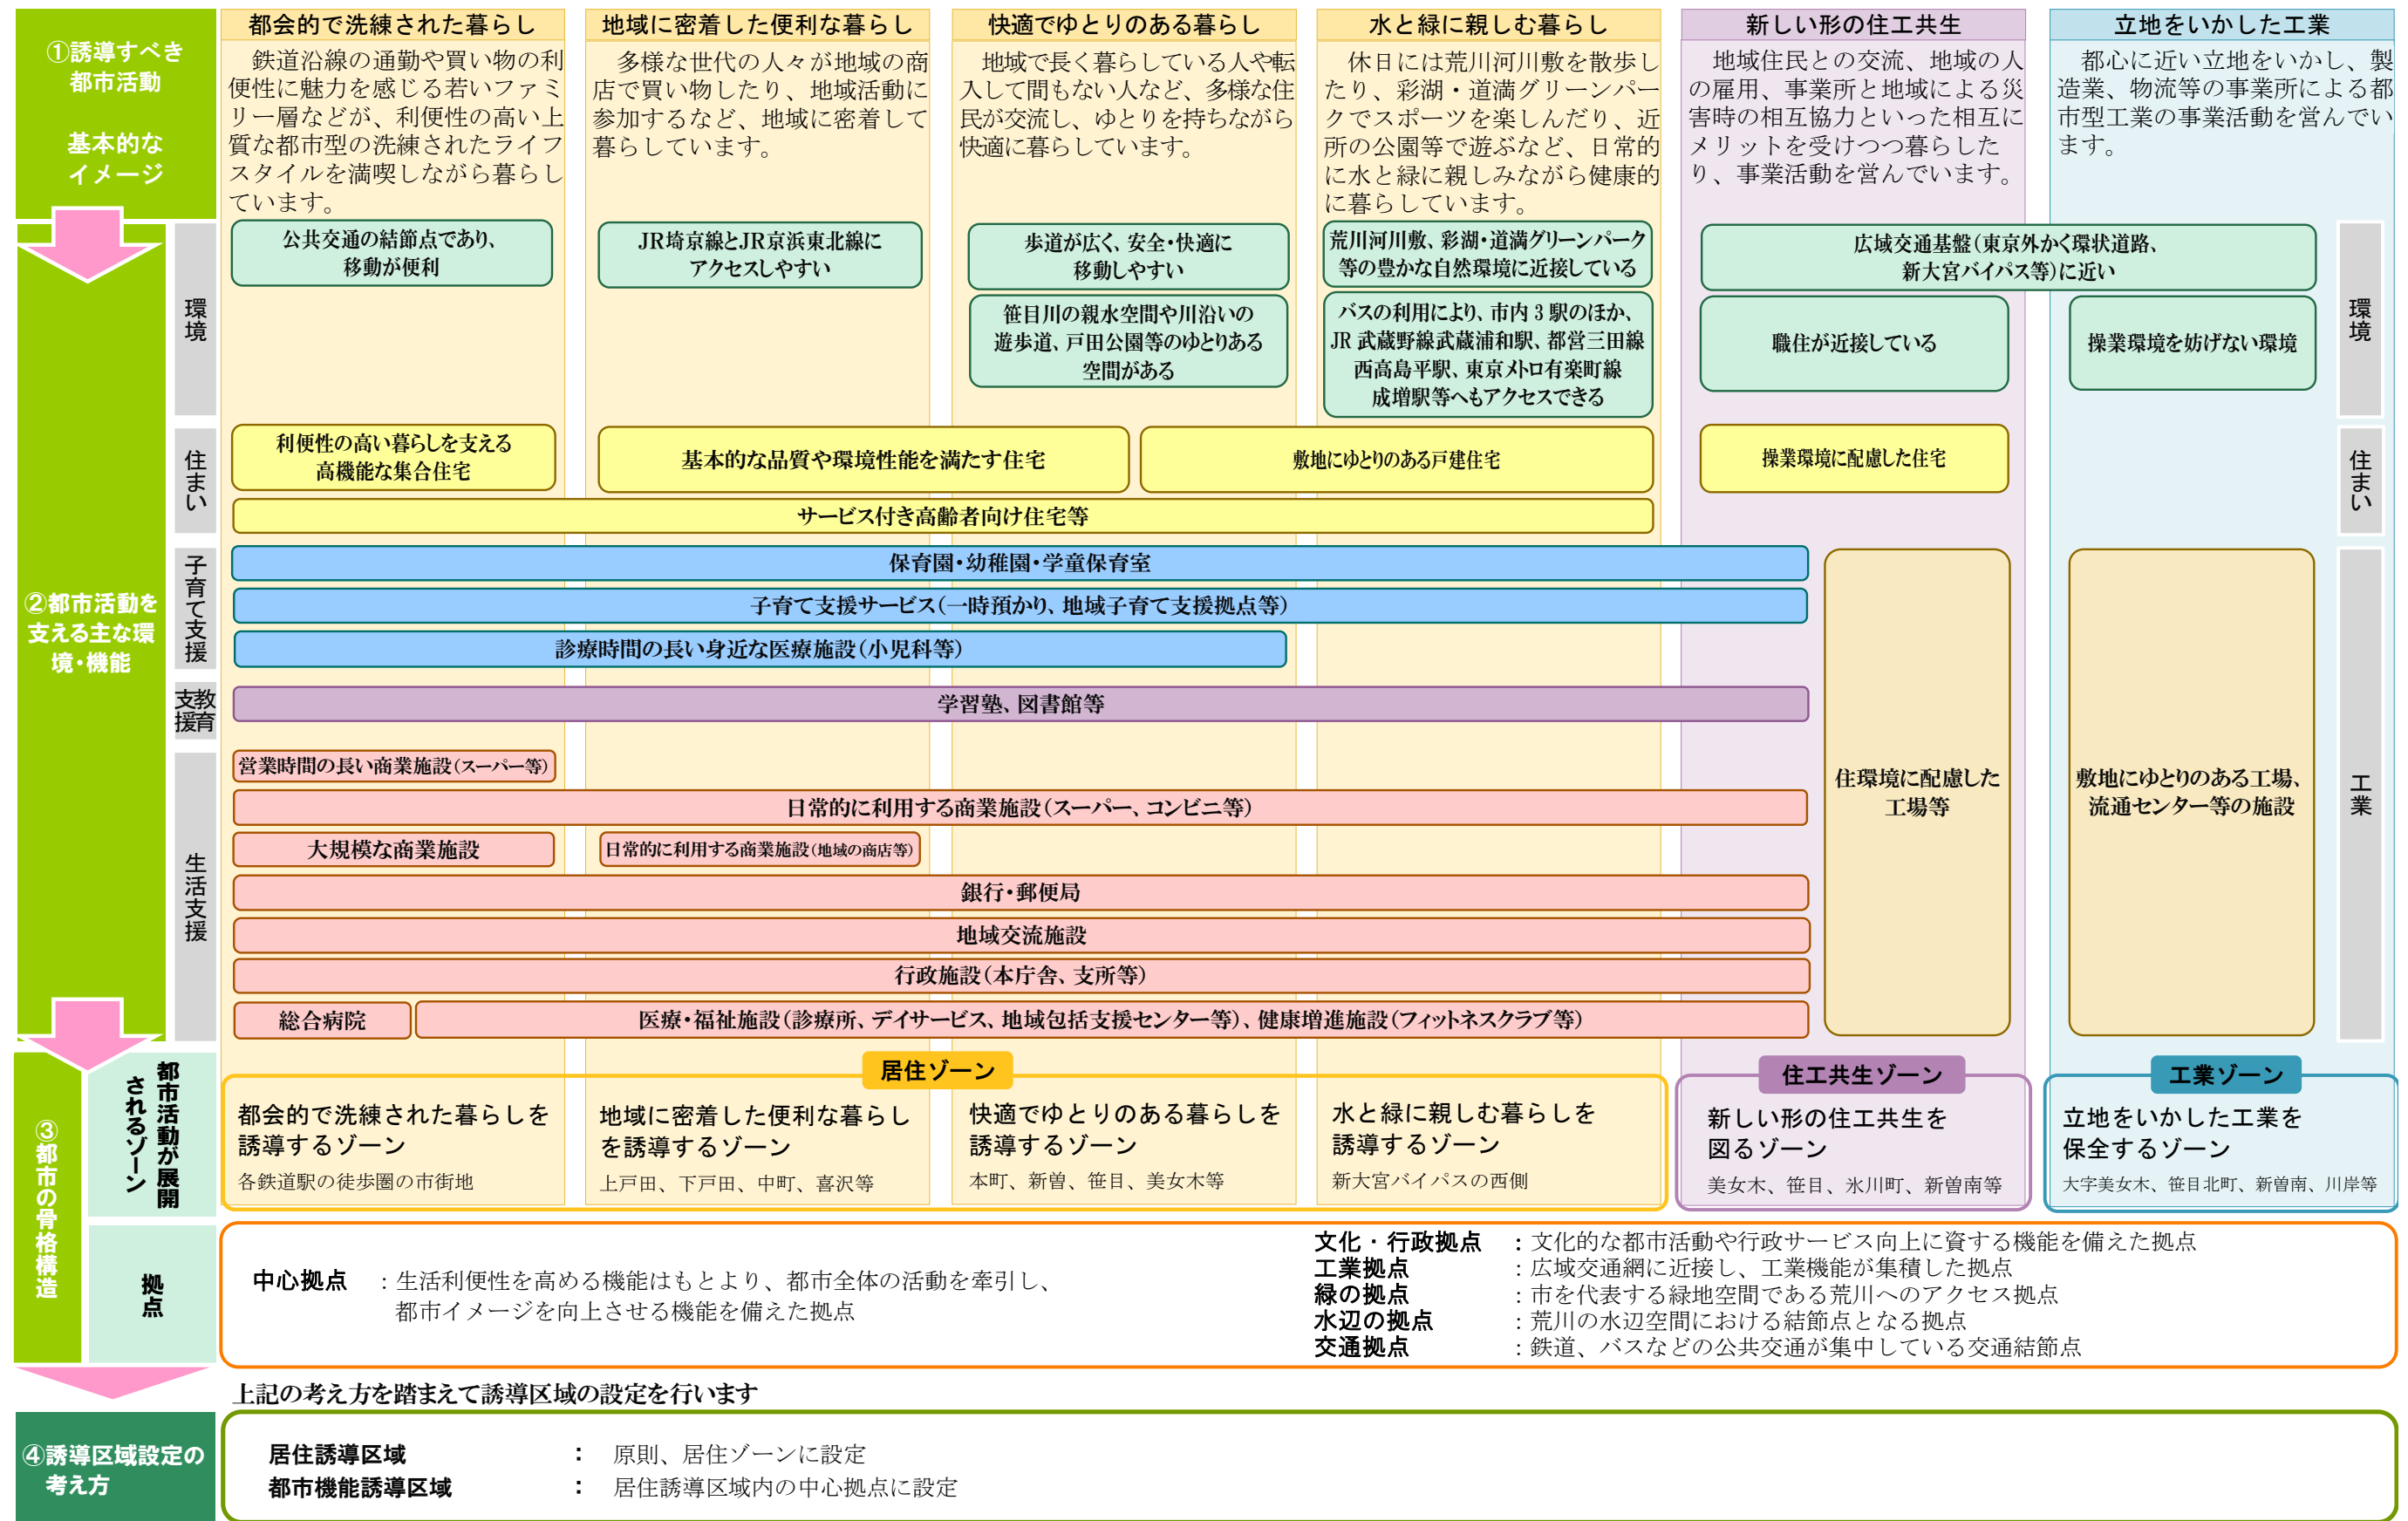 ①誘導すべき
都市活動
基本的な
イメージ
都会的で洗練された暮らし
鉄道沿線の通勤や買い物の利
便性に魅力を感じる若いファミ
リー層などが、利便性の高い上
質な都市型の洗練されたライフ
スタイルを満喫しながら暮らし
ています。
地域に密着した便利な暮らし
多様な世代の人々が地域の商
店で買い物したり、地域活動に
参加するなど、地域に密着して
暮らしています。
快適でゆとりのある暮らし
地域で長く暮らしている人や転
入して間もない人など、多様な住
民が交流し、ゆとりを持ちながら
快適に暮らしています。
水と緑に親しむ暮らし
休日には荒川河川敷を散歩し
たり、彩湖・道満グリーンパー
クでスポーツを楽しんだり、近
所の公園等で遊ぶなど、日常的
に水と緑に親しみながら健康的
に暮らしています。
新しい形の住工共生
地域住民との交流、地域の人
の雇用、事業所と地域による災
害時の相互協力といった相互に
メリットを受けつつ暮らした
り、事業活動を営んでいます。
立地をいかした工業
都心に近い立地をいかし、製
造業、物流等の事業所による都
市型工業の事業活動を営んでい
ます。
②都市活動を
支える主な環
境・機能
環境
公共交通の結節点であり、
移動が便利
JR埼京線とJR京浜東北線に
アクセスしやすい
歩道が広く、安全・快適に
移動しやすい
笹目川の親水空間や川沿いの
遊歩道、戸田公園等のゆとりある
空間がある
荒川河川敷、彩湖・道満グリーンパーク
等の豊かな自然環境に近接している
バスの利用により、市内3駅のほか、
JR武蔵野線武蔵浦和駅、都営三田線
西高島平駅、東京メトロ有楽町線
成増駅等へもアクセスできる
広域交通基盤(東京外かく環状道路、
新大宮バイパス等)に近い
職住が近接している
操業環境を妨げない環境
環境
住まい
利便性の高い暮らしを支える
高機能な集合住宅
基本的な品質や環境性能を満たす住宅
敷地にゆとりのある戸建住宅
操業環境に配慮した住宅
サービス付き高齢者向け住宅等
住まい
子育て支援
保育園・幼稚園・学童保育室
子育て支援サービス(一時預かり、地域子育て支援拠点等)
診療時間の長い身近な医療施設(小児科等)
教育支援
学習塾、図書館等
生活支援
営業時間の長い商業施設(スーパー等)
日常的に利用する商業施設(スーパー、コンビニ等)
大規模な商業施設
日常的に利用する商業施設(地域の商店等)
銀行・郵便局
地域交流施設
行政施設(本庁舎、支所等)
総合病院
医療・福祉施設(診療所、デイサービス、地域包括支援センター等)、健康増進施設(フィットネスクラブ等)
住環境に配慮した
工場等
敷地にゆとりのある工場、
流通センター等の施設
工業
③都市の骨格構造
都市活動が展開
されるゾーン
居住ゾーン
都会的で洗練された暮らしを
誘導するゾーン
各鉄道駅の徒歩圏の市街地
地域に密着した便利な暮らし
を誘導するゾーン
上戸田、下戸田、中町、喜沢等
快適でゆとりのある暮らしを
誘導するゾーン
本町、新曽、笹目、美女木等
水と緑に親しむ暮らしを
誘導するゾーン
新大宮バイパスの西側
住工共生ゾーン
新しい形の住工共生を
図るゾーン
美女木、笹目、氷川町、新曽南等
工業ゾーン
立地をいかした工業を
保全するゾーン
大字美女木、笹目北町、新曽南、川岸等
拠点
中心拠点 :生活利便性を高める機能はもとより、都市全体の活動を牽引し、
都市イメージを向上させる機能を備えた拠点
文化・行政拠点 :文化的な都市活動や行政サービス向上に資する機能を備えた拠点
工業拠点 :広域交通網に近接し、工業機能が集積した拠点
緑の拠点 :市を代表する緑地空間である荒川へのアクセス拠点
水辺の拠点 :荒川の水辺空間における結節点となる拠点
交通拠点 :鉄道、バスなどの公共交通が集中している交通結節点
上記の考え方を踏まえて誘導区域の設定を行います
④誘導区域設定の
考え方
居住誘導区域 : 原則、居住ゾーンに設定
都市機能誘導区域 : 居住誘導区域内の中心拠点に設定